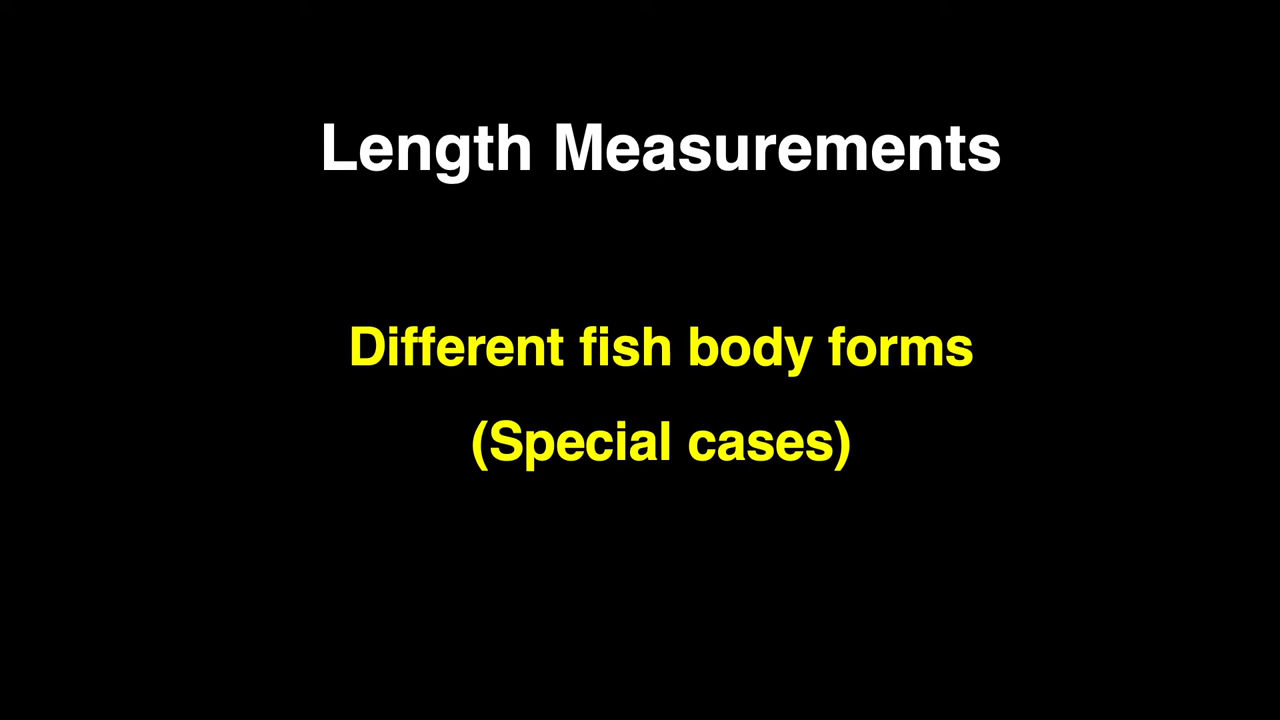 Length Measurements
Different fish body forms
(Special cases)